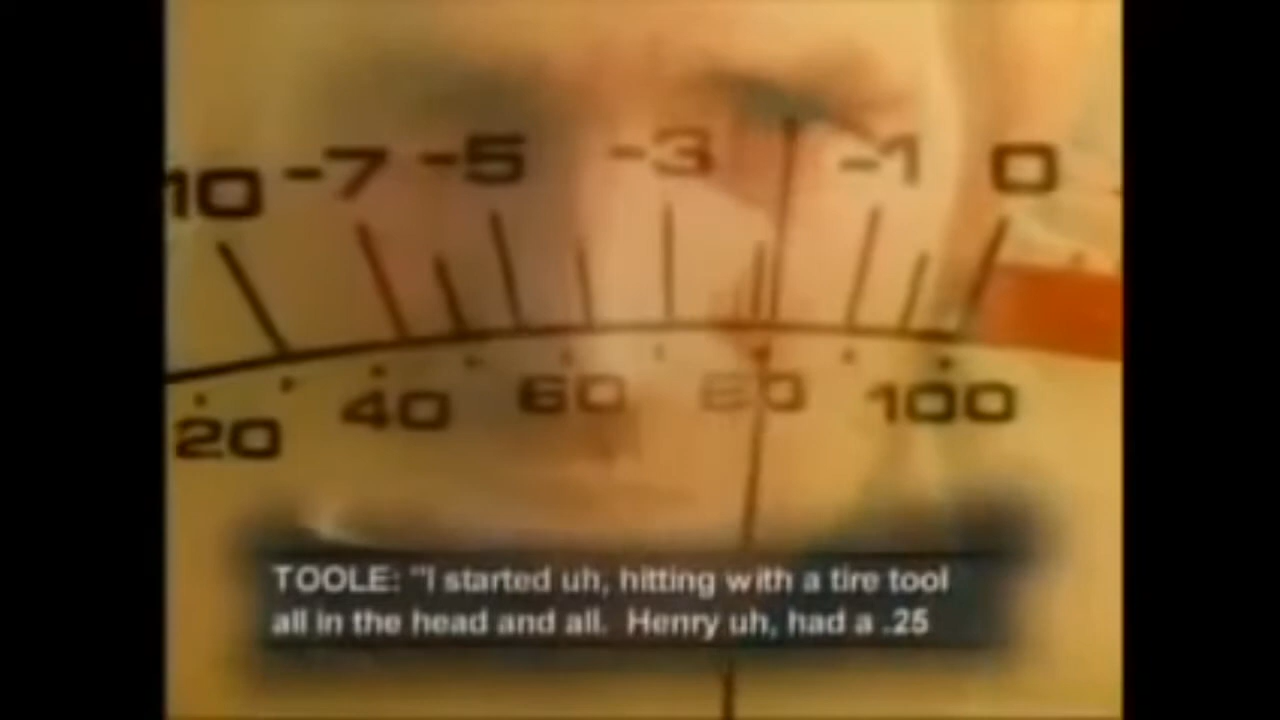 10 -7 -5 -3 -1 0
20 40 60 80 100
TOOLE: "I started uh, hitting with a tire tool
all in the head and all. Henry uh, had a .25